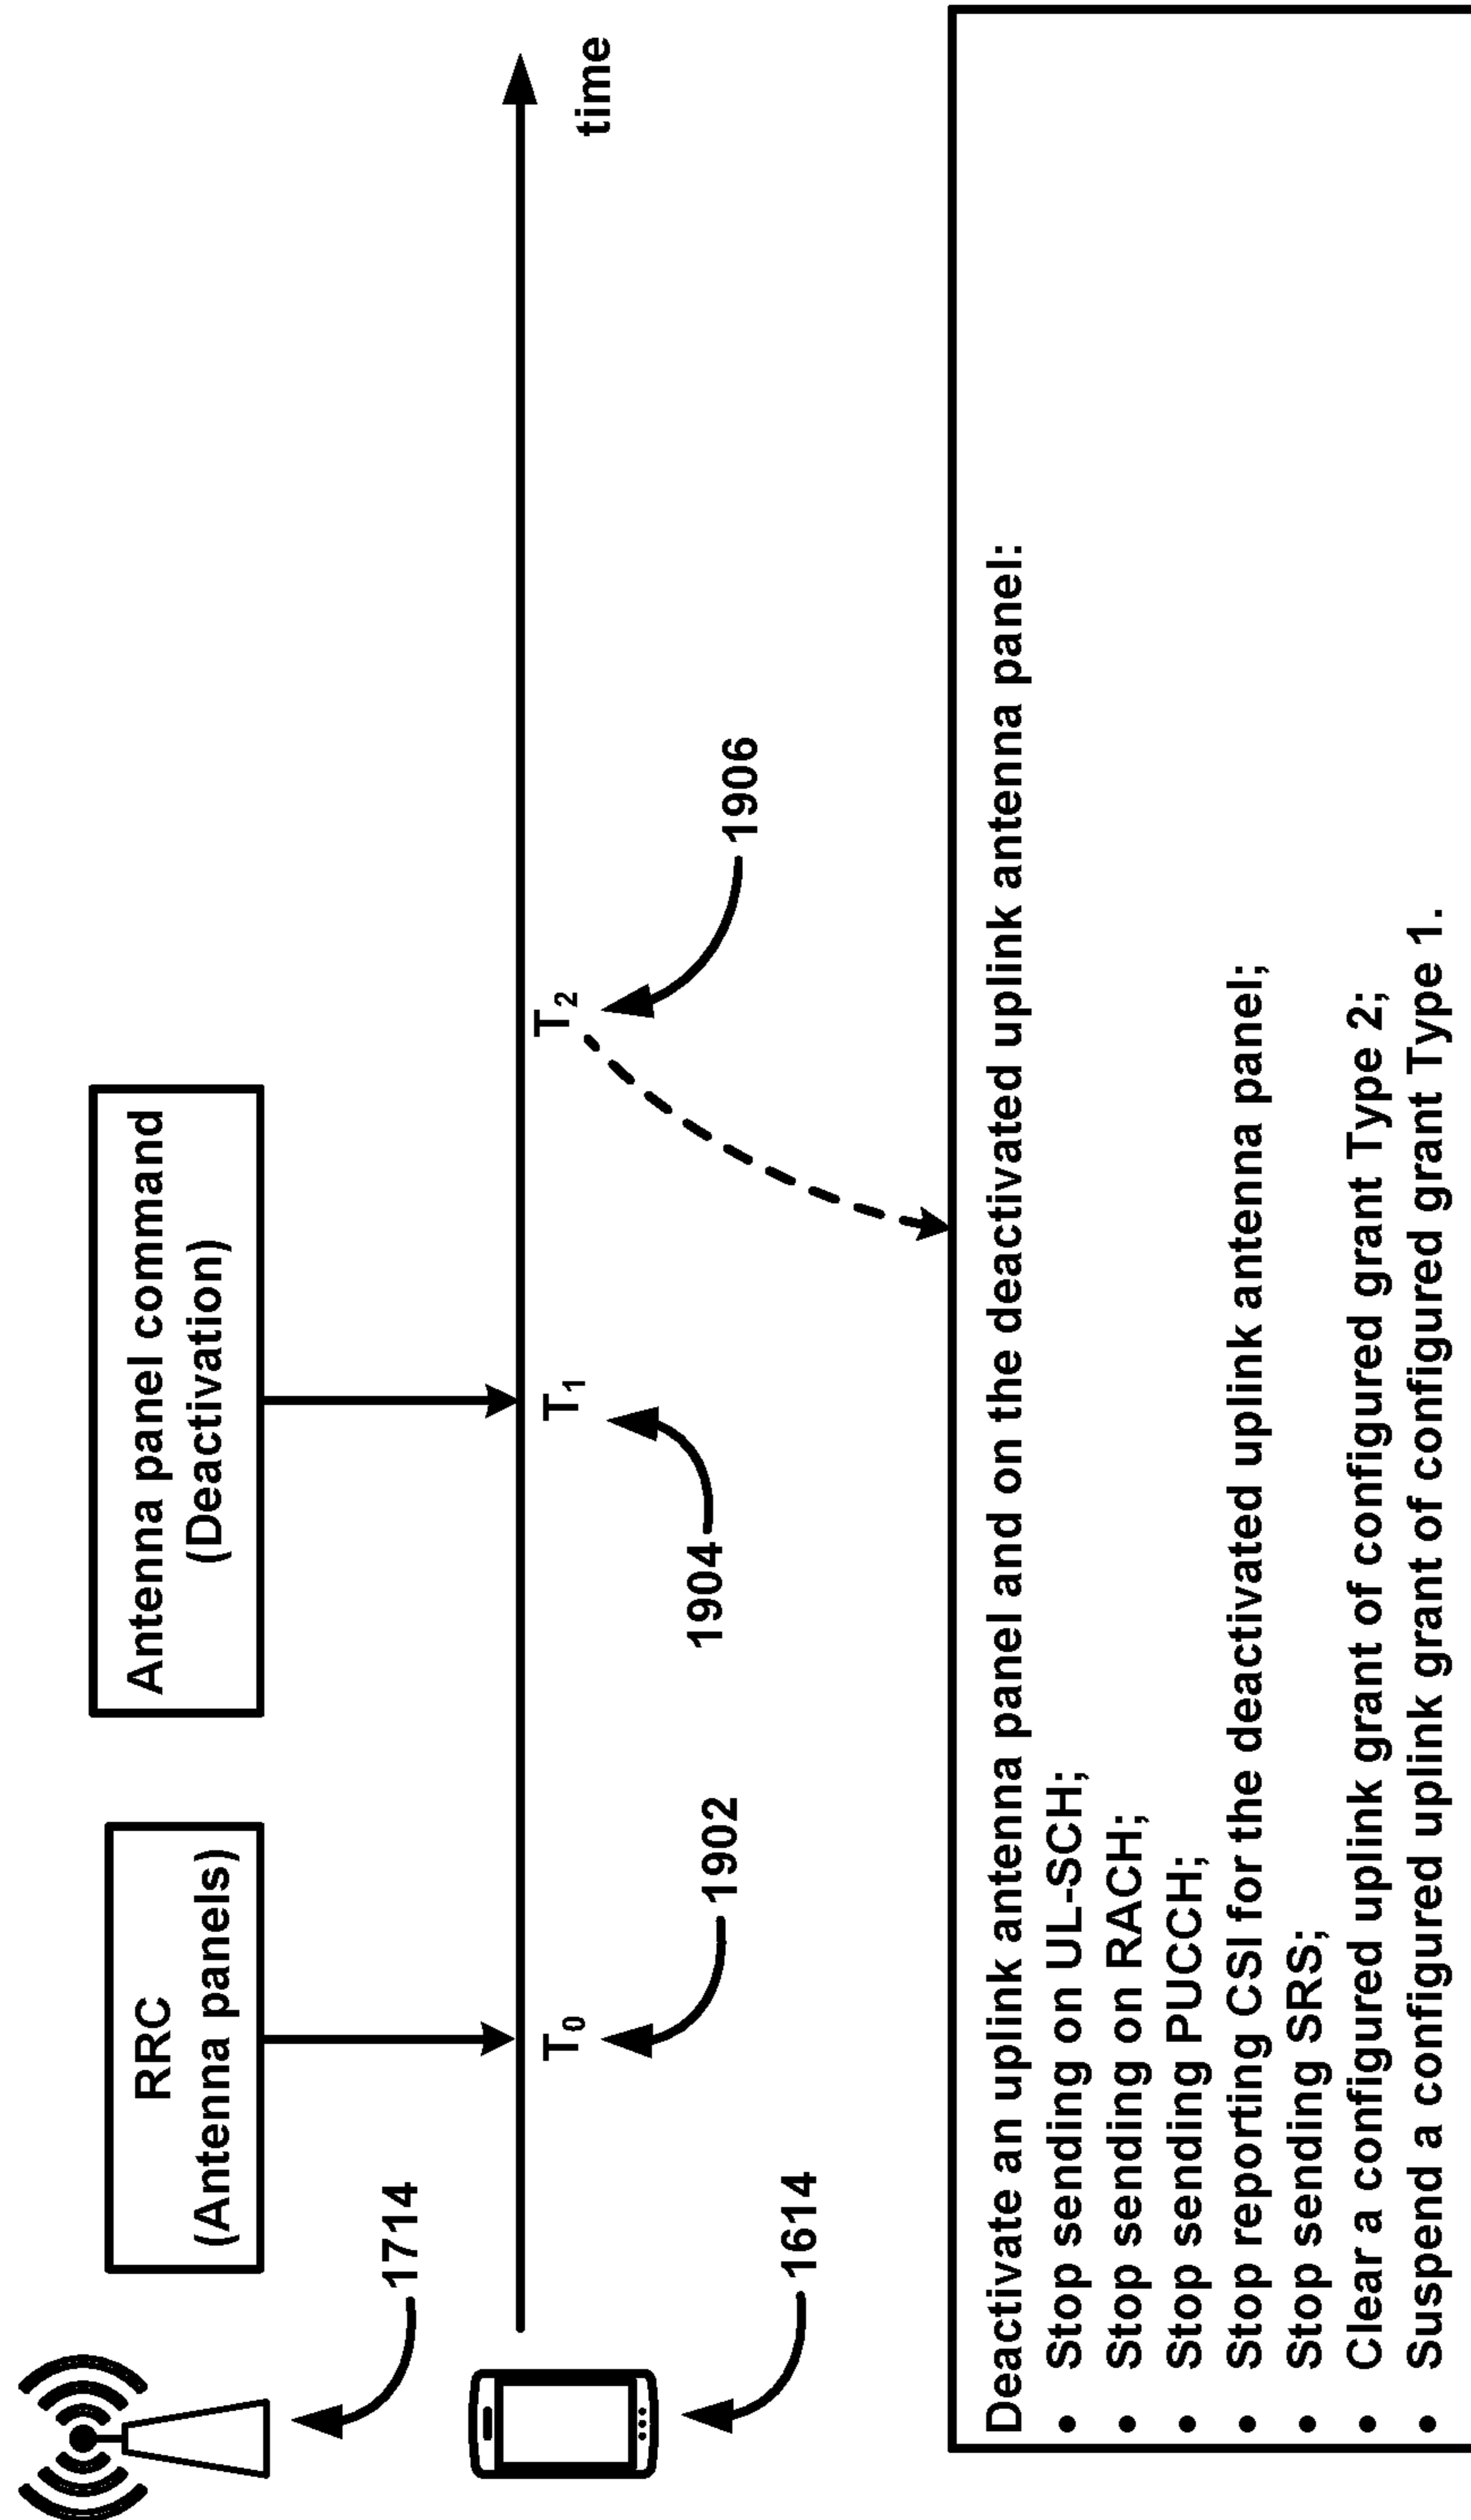 RRC
(Antenna panels)
Antenna panel command
(Deactivation)
1714
time
T0
T1
T2
1902
1904
1906
1614
Deactivate an uplink antenna panel and on the deactivated uplink antenna panel:
• Stop sending on UL-SCH;
• Stop sending on RACH;
• Stop sending PUCCH;
• Stop reporting CSI for the deactivated uplink antenna panel;
• Stop sending SRS;
• Clear a configured uplink grant of configured grant Type 2;
• Suspend a configured uplink grant of configured grant Type 1.